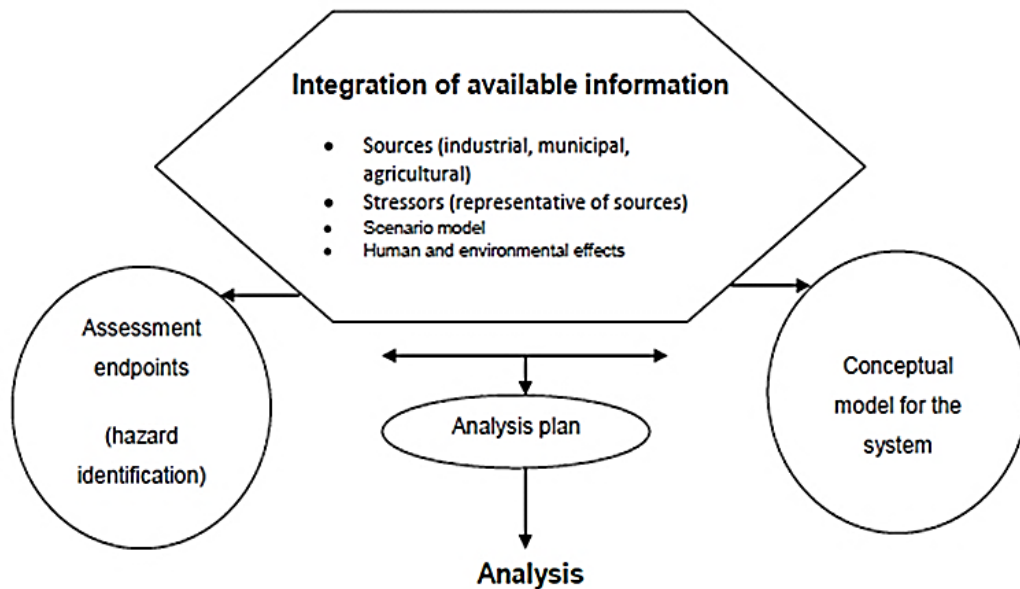 Integration of available information
• Sources (industrial, municipal,
agricultural)
• Stressors (representative of sources)
• Scenario model
• Human and environmental effects
Assessment
endpoints
(hazard
identification)
Analysis plan
Conceptual
model for the
system
Analysis